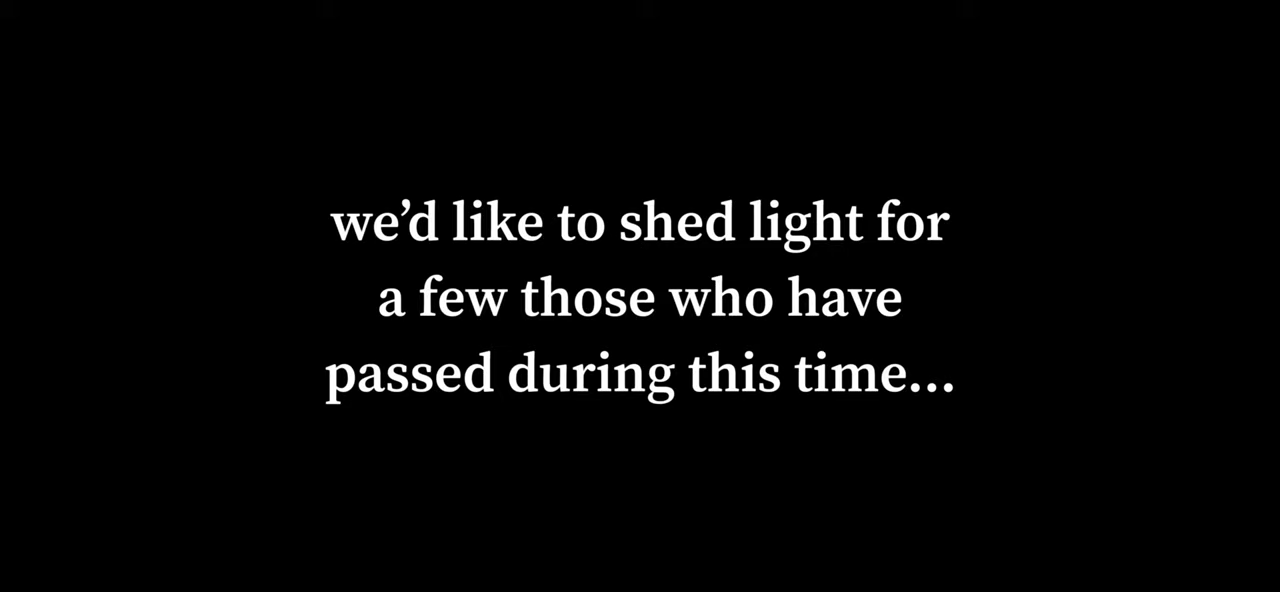 we’d like to shed light for
a few those who have
passed during this time...